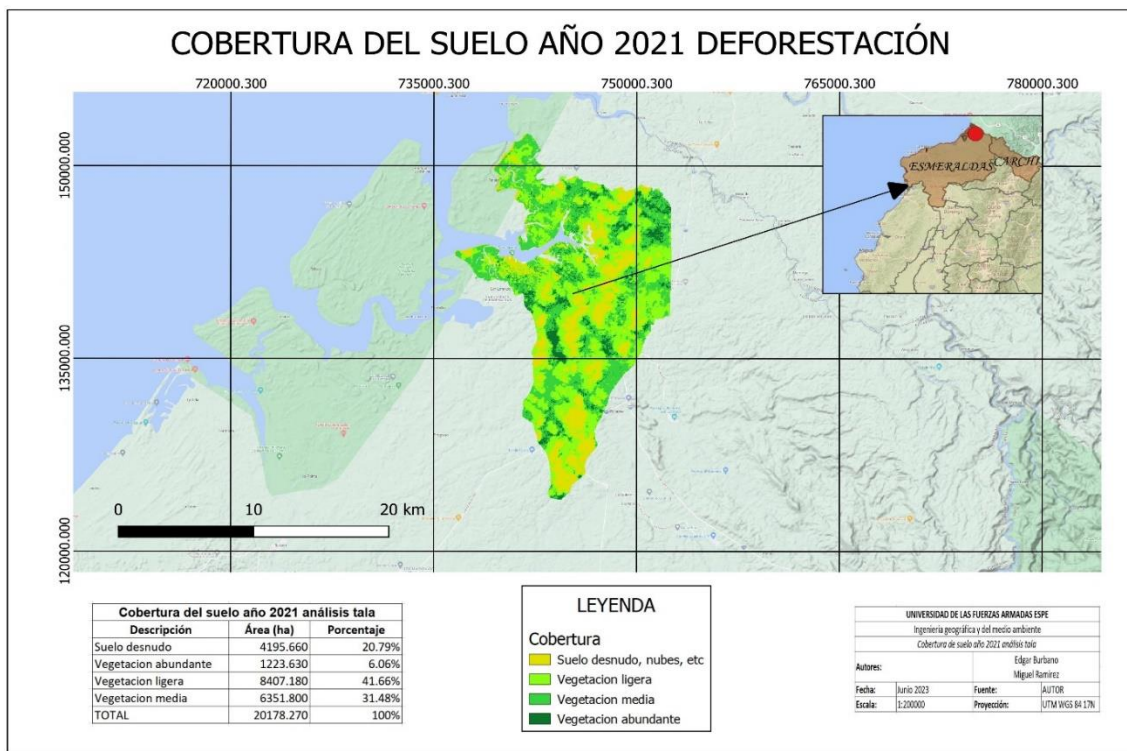 COBERTURA DEL SUELO AÑO 2021 DEFORESTACIÓN
720000.300 735000.300 750000.300 765000.300 780000.300
150000.000
135000.000
120000.000
ESMERALDAS
CARCHI
0 10 20 km
Cobertura del suelo año 2021 análisis tala
Descripción Área (ha) Porcentaje
Suelo desnudo 4195.660 20.79%
Vegetacion abundante 1223.630 6.06%
Vegetacion ligera 8407.180 41.66%
Vegetacion media 6351.800 31.48%
TOTAL 20178.270 100%
LEYENDA
Cobertura
Suelo desnudo, nubes, etc
Vegetacion ligera
Vegetacion media
Vegetacion abundante
UNIVERSIDAD DE LAS FUERZAS ARMADAS ESPE
Ingeniería geográfica y del medio ambiente
Cobertura de suelo año 2021 análisis tala
Autores: Edgar Burbano
Miguel Ramirez
Fecha: Junio 2023 Fuente: AUTOR
Escala: 1:200000 Proyección: UTM WGS 84 17N